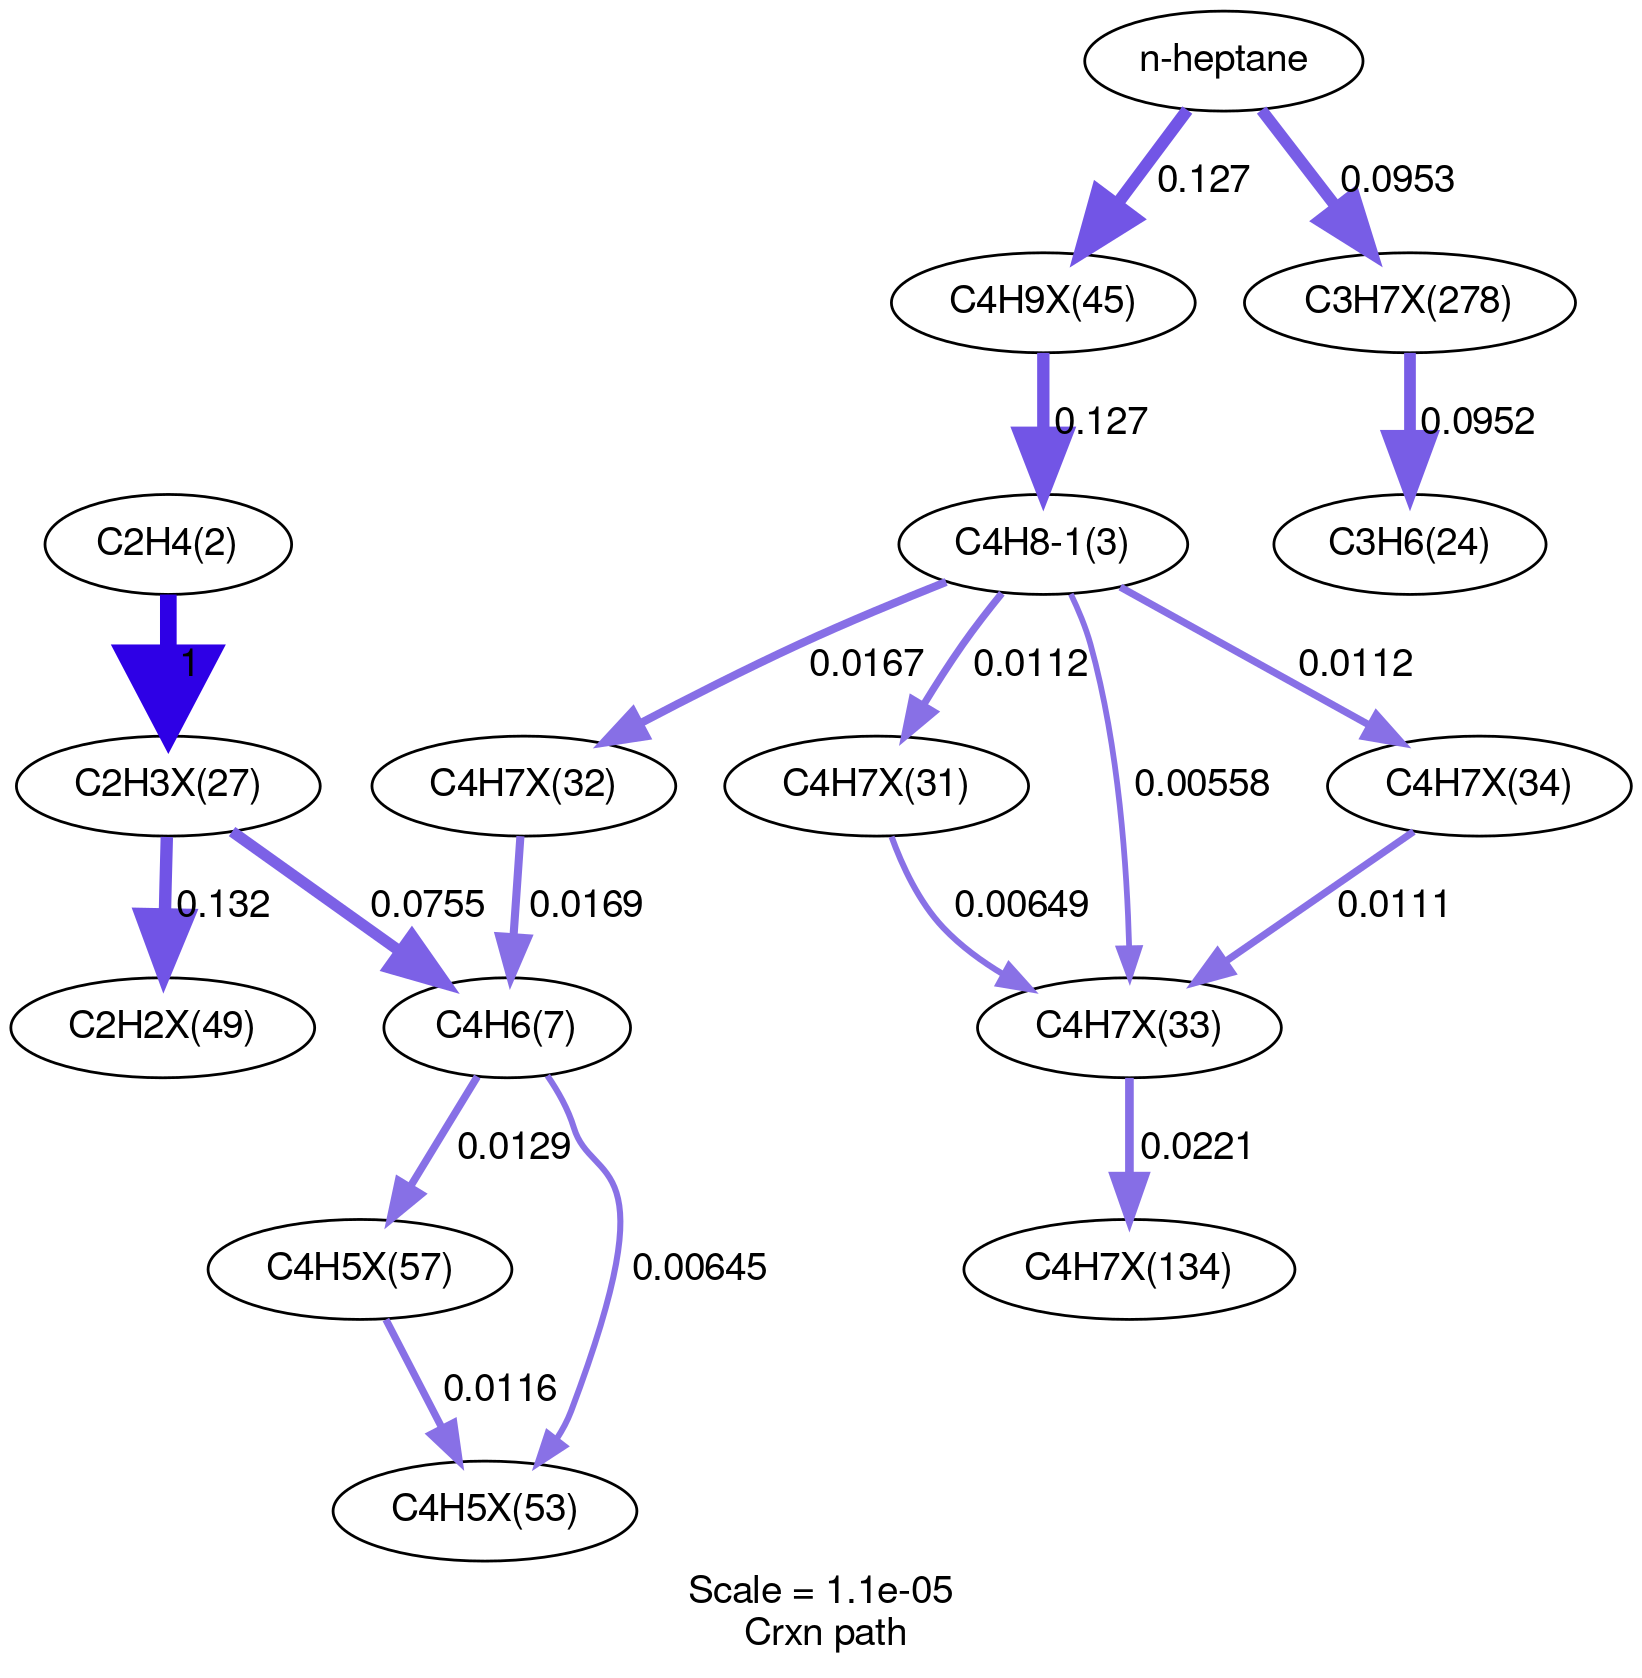 n-heptane
0.127
0.0953
C4H9X(45)
C3H7X(278)
0.127
0.0952
C2H4(2)
C4H8-1(3)
C3H6(24)
1
0.0167
0.0112
0.0112
C2H3X(27)
C4H7X(32)
C4H7X(31)
0.00558
C4H7X(34)
0.132
0.0755
0.0169
0.00649
0.0111
C2H2X(49)
C4H6(7)
C4H7X(33)
0.0129
0.0221
C4H5X(57)
0.00645
C4H7X(134)
0.0116
C4H5X(53)
Scale = 1.1e-05
Crxn path